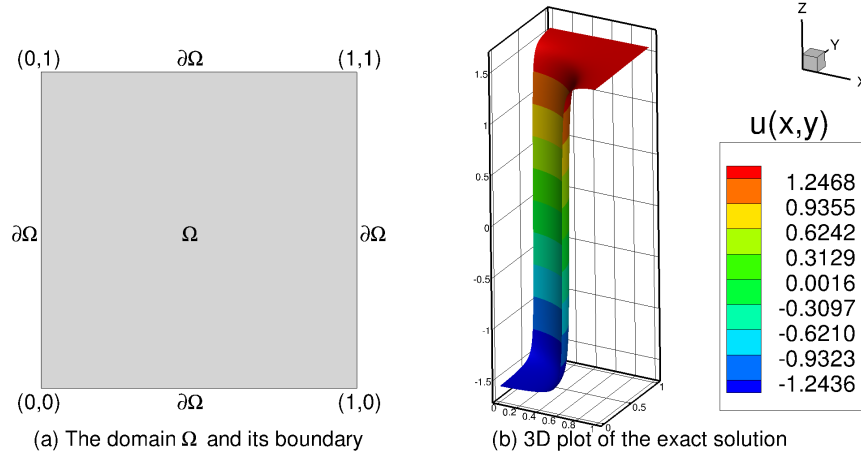 (0,1)
∂Ω
(1,1)
∂Ω
Ω
∂Ω
(0,0)
∂Ω
(1,0)
(a) The domain Ω and its boundary
1.5
1
0.5
0
-0.5
-1
-1.5
0 0.2 0.4 0.6 0.8 1
0
0.5
1
(b) 3D plot of the exact solution
Z
Y
X
u(x,y)
1.2468
0.9355
0.6242
0.3129
0.0016
-0.3097
-0.6210
-0.9323
-1.2436